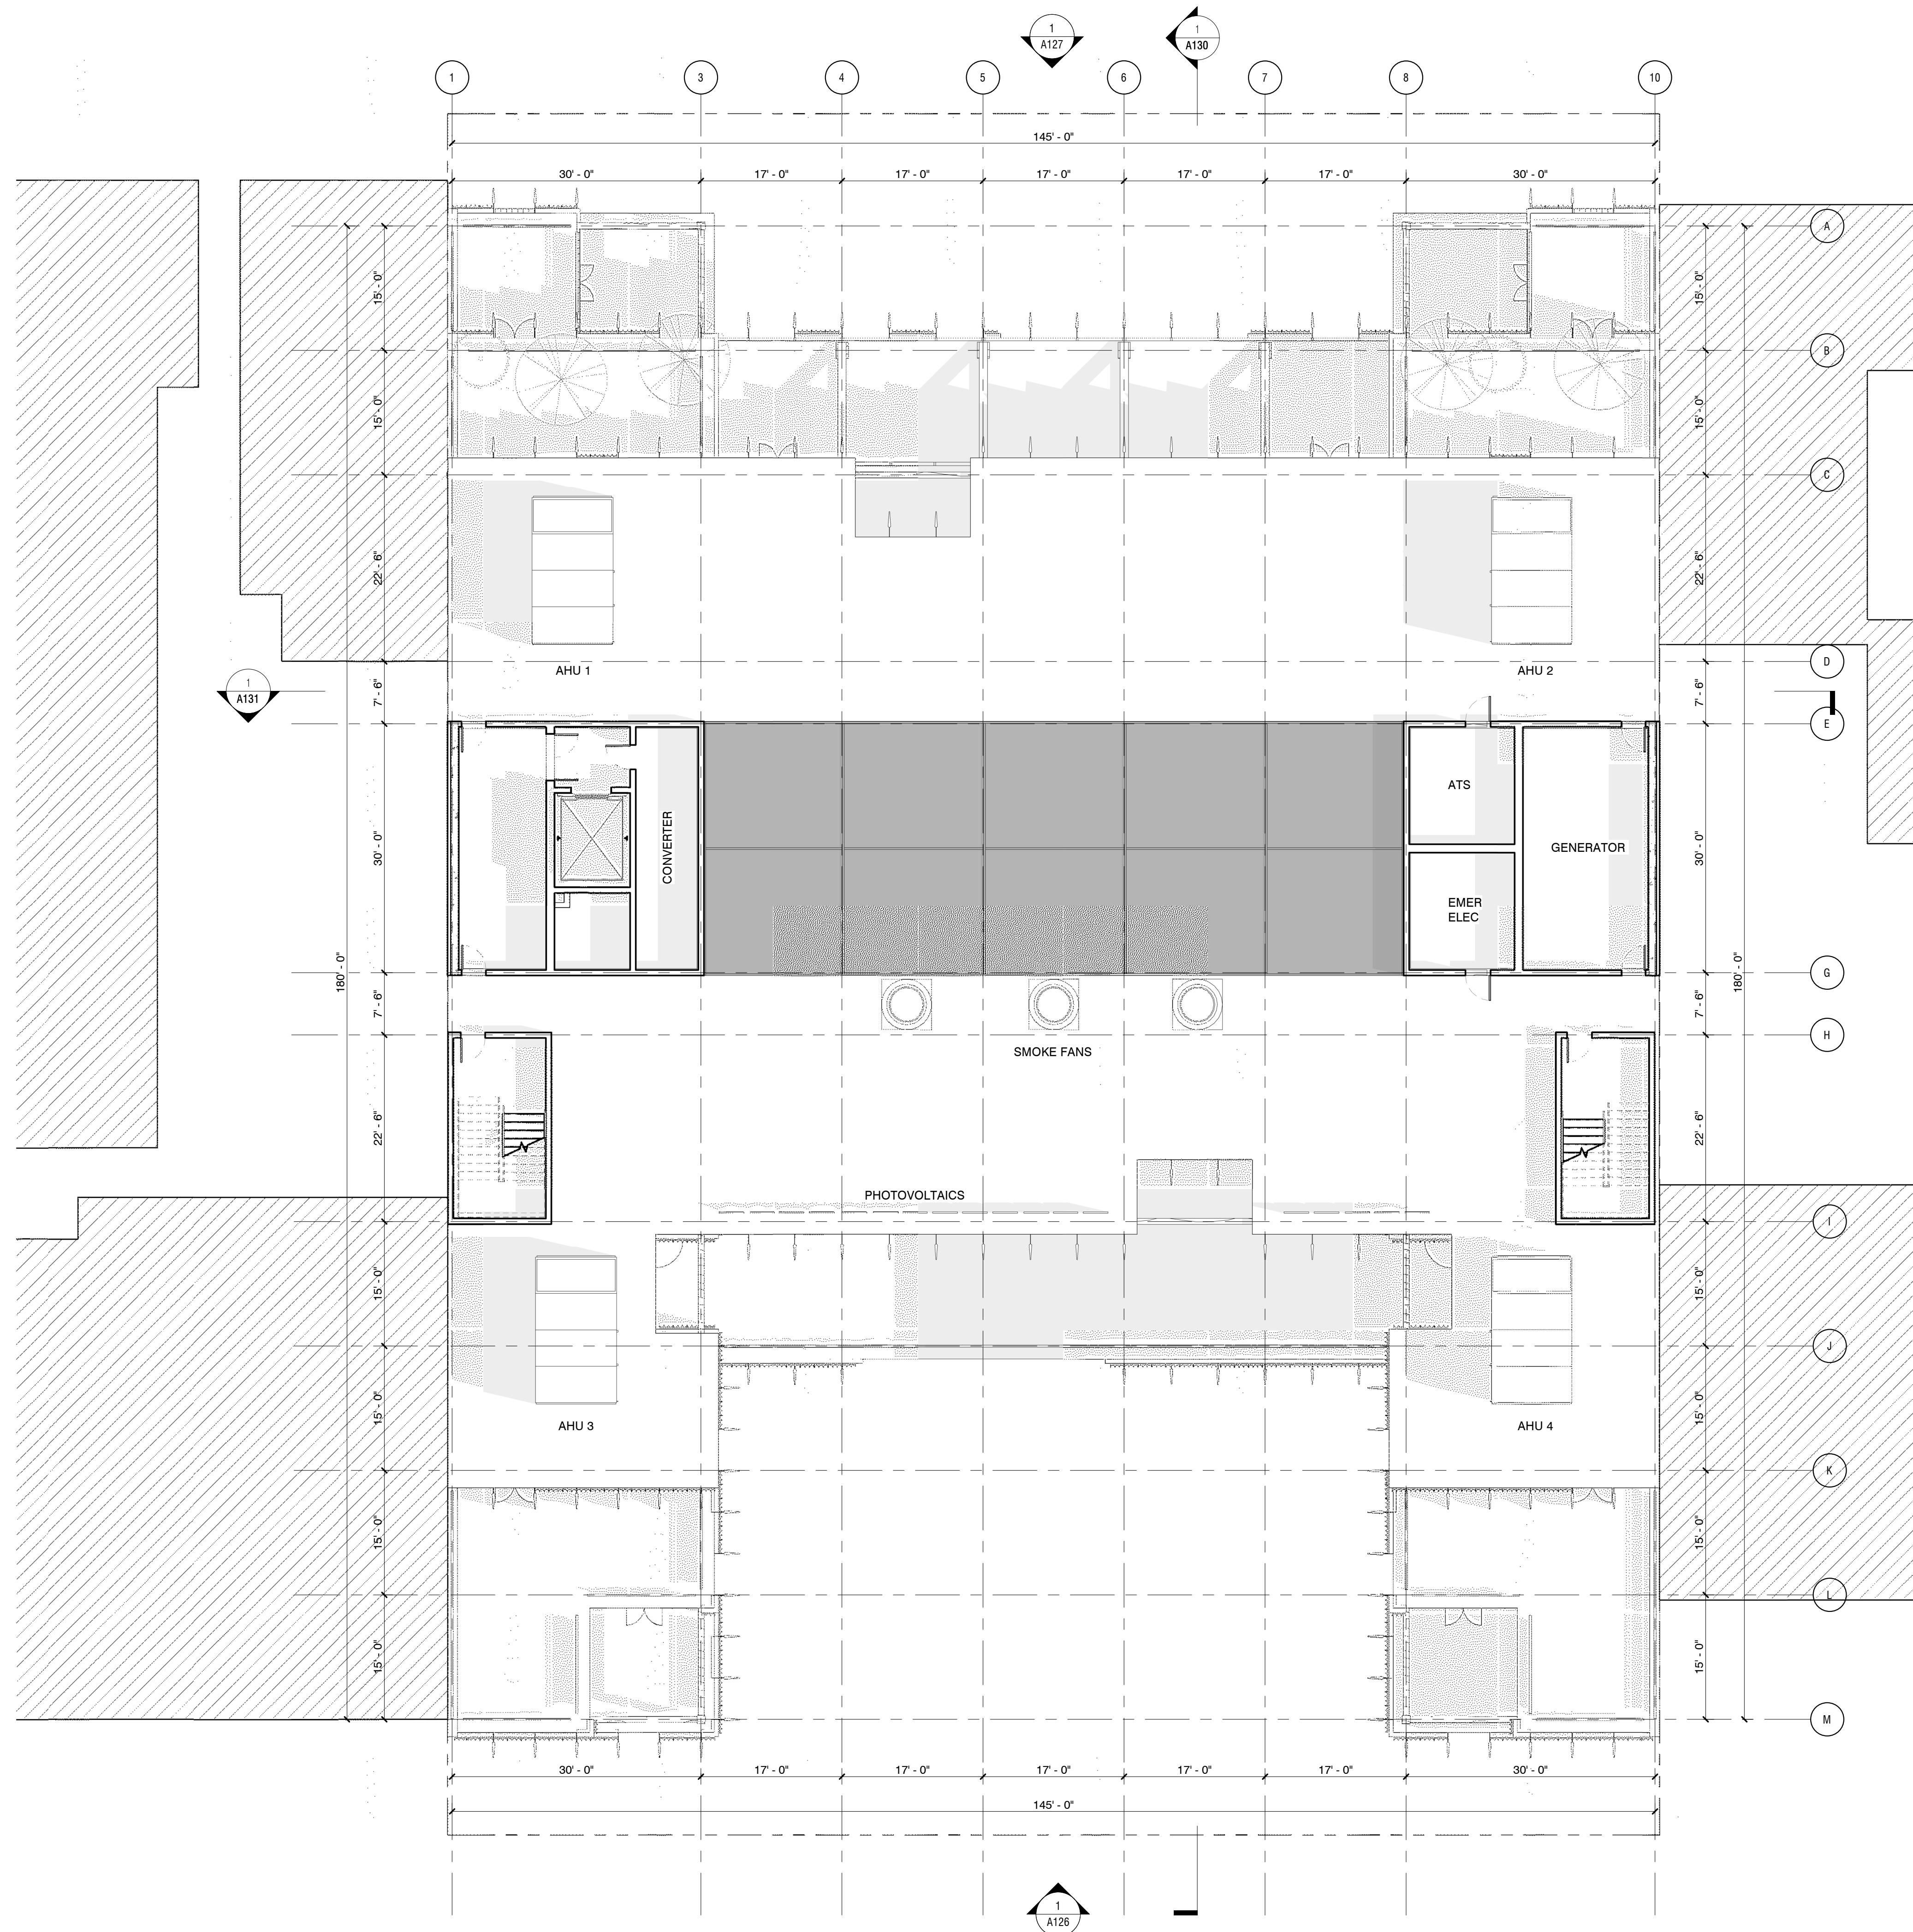 1
A127
1
A130
1
3
4
5
6
7
8
10
145' - 0"
30' - 0"
17' - 0"
17' - 0"
17' - 0"
17' - 0"
17' - 0"
30' - 0"
A
15' - 0"
15' - 0"
B
15' - 0"
15' - 0"
C
22' - 6"
22' - 6"
AHU 1
AHU 2
D
1
A131
7' - 6"
7' - 6"
E
ATS
CONVERTER
30' - 0"
30' - 0"
GENERATOR
EMER
ELEC
180' - 0"
180' - 0"
G
7' - 6"
7' - 6"
H
SMOKE FANS
22' - 6"
22' - 6"
PHOTOVOLTAICS
I
15' - 0"
15' - 0"
J
15' - 0"
15' - 0"
AHU 3
AHU 4
K
15' - 0"
15' - 0"
L
15' - 0"
15' - 0"
M
30' - 0"
17' - 0"
17' - 0"
17' - 0"
17' - 0"
17' - 0"
30' - 0"
145' - 0"
1
A126